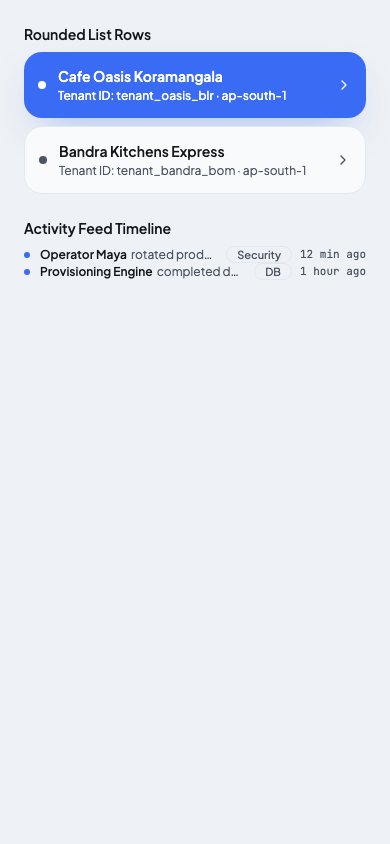 Rounded List Rows
Cafe Oasis Koramangala
Tenant ID: tenant_oasis_blr · ap-south-1
Bandra Kitchens Express
Tenant ID: tenant_bandra_bom · ap-south-1
Activity Feed Timeline
Operator Maya rotated prod... Security 12 min ago
Provisioning Engine completed d... DB 1 hour ago